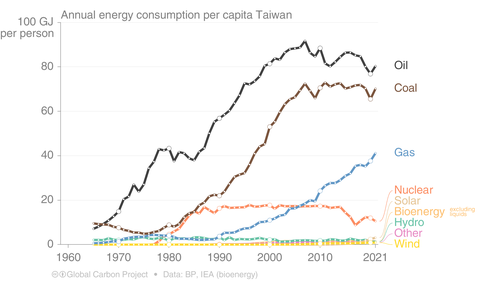 Annual energy consumption per capita Taiwan
100 GJ
per person
80
60
40
20
0
1960
1970
1980
1990
2000
2010
2021
Oil
Coal
Gas
Nuclear
Solar
Bioenergy excluding liquids
Hydro
Other
Wind
Global Carbon Project • Data: BP, IEA (bioenergy)